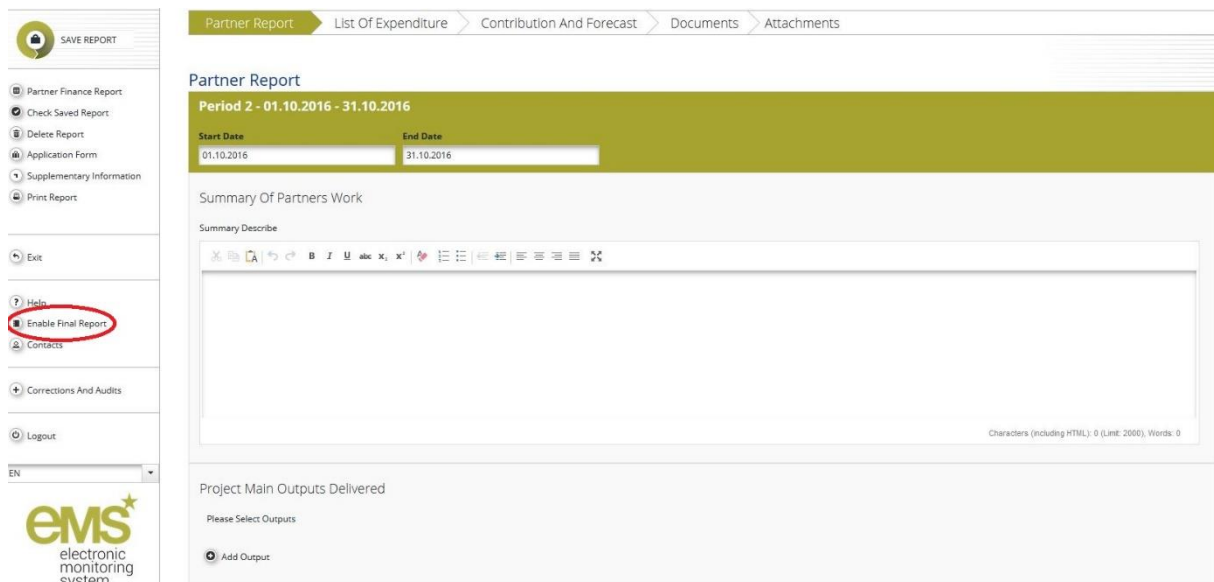 SAVE REPORT
Partner Finance Report
Check Saved Report
Delete Report
Application Form
Supplementary Information
Print Report
Exit
Help
Enable Final Report
Contacts
Corrections And Audits
Logout
EN
eMS
electronic
monitoring
system
Partner Report
List Of Expenditure
Contribution And Forecast
Documents
Attachments
Partner Report
Period 2 - 01.10.2016 - 31.10.2016
Start Date
End Date
01.10.2016
31.10.2016
Summary Of Partners Work
Summary Describe
B I U abc x₂ x²
Characters (including HTML): 0 (Limit: 2000), Words: 0
Project Main Outputs Delivered
Please Select Outputs
Add Output